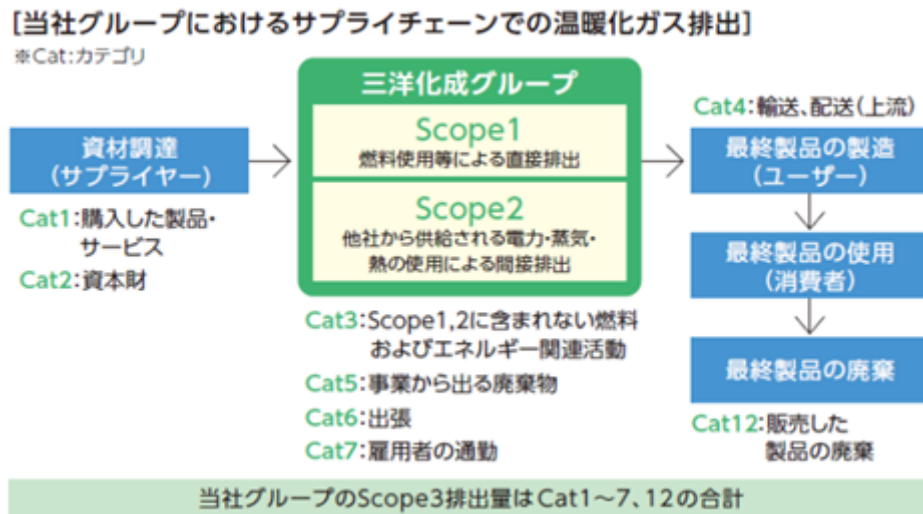 [当社グループにおけるサプライチェーンでの温暖化ガス排出]
※Cat:カテゴリ
資材調達
(サプライヤー)
Cat1:購入した製品・
サービス
Cat2:資本財
三洋化成グループ
Scope1
燃料使用等による直接排出
Scope2
他社から供給される電力・蒸気・
熱の使用による間接排出
Cat3:Scope1,2に含まれない燃料
およびエネルギー関連活動
Cat5:事業から出る廃棄物
Cat6:出張
Cat7:雇用者の通勤
Cat4:輸送、配送(上流)
最終製品の製造
(ユーザー)
最終製品の使用
(消費者)
最終製品の廃棄
Cat12:販売した
製品の廃棄
当社グループのScope3排出量はCat1～7、12の合計